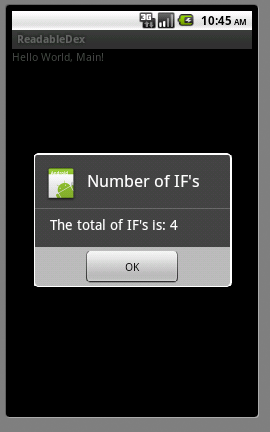 3G 10:45 AM
ReadableDex
Hello World, Main!
Number of IF's
The total of IF's is: 4
OK